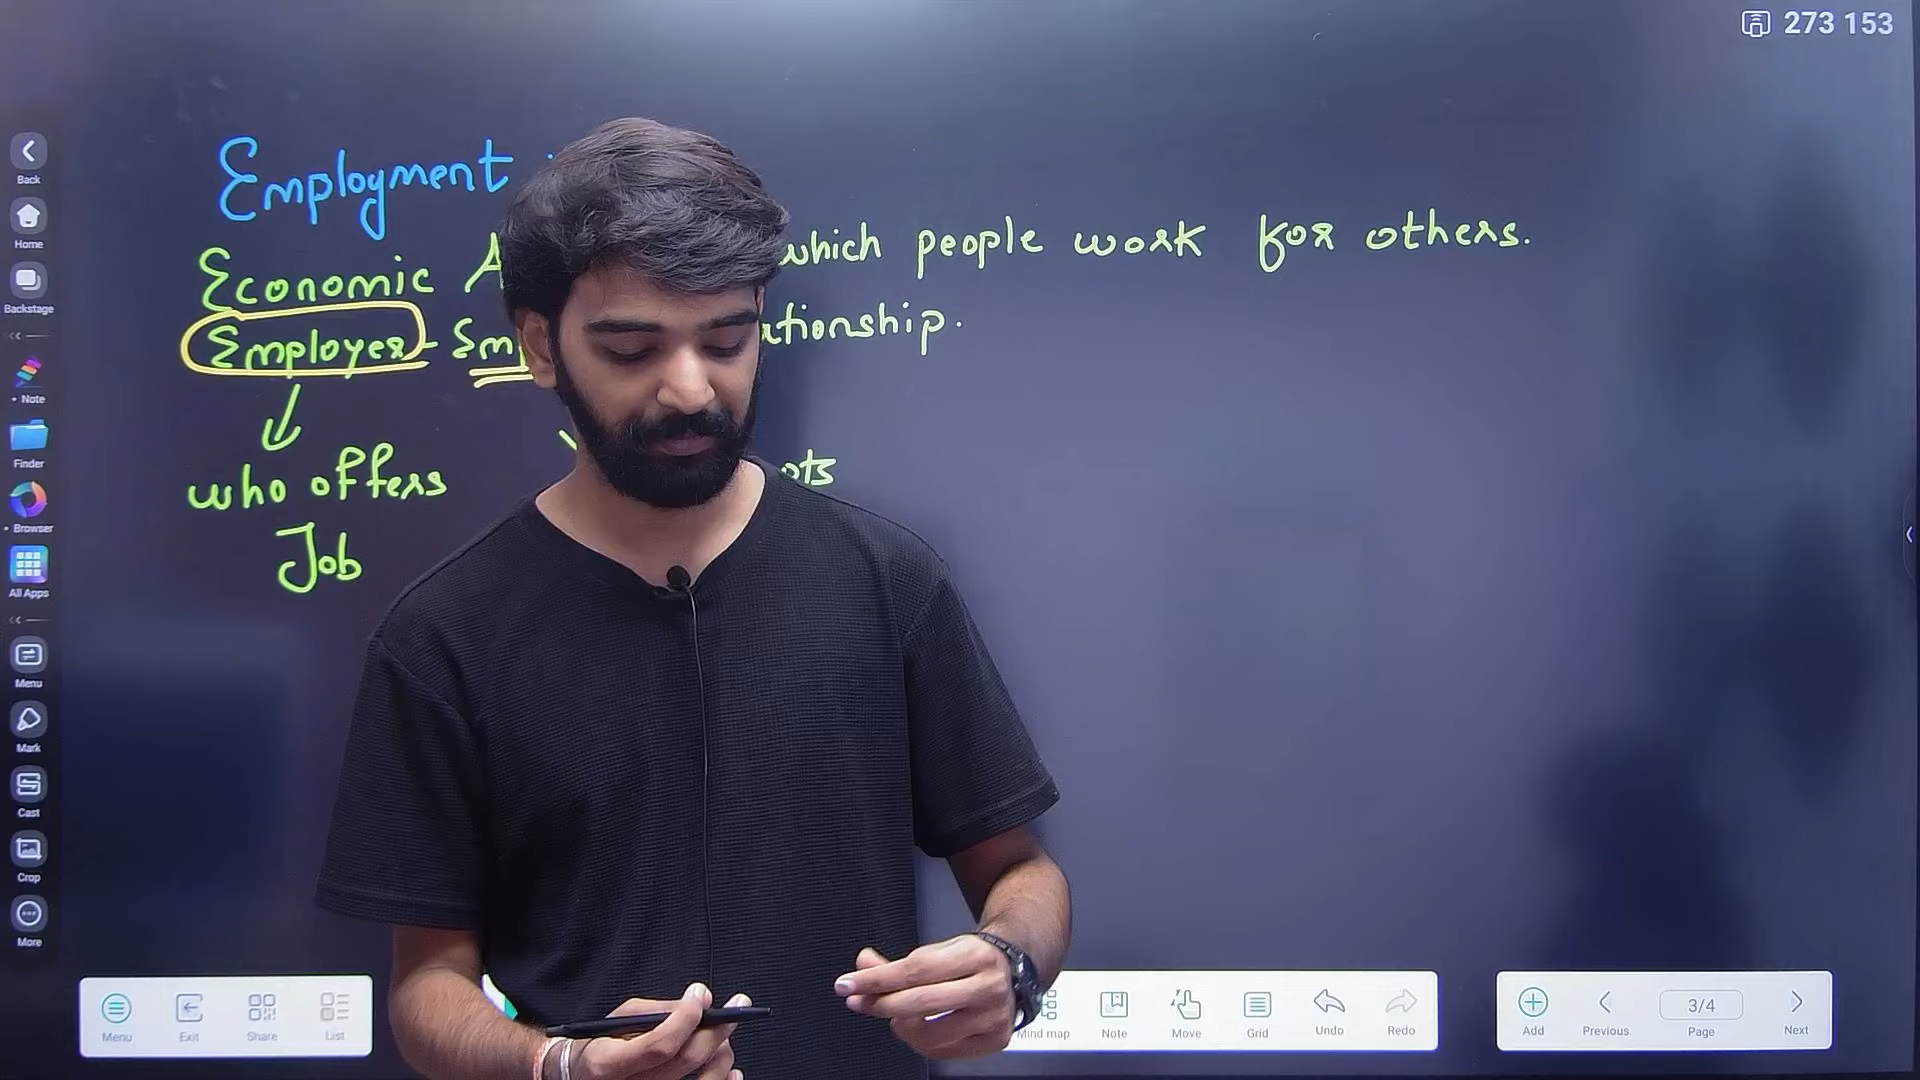 273 153
Employment
Economic which people work for others.
Employer - ationship.
who offers
Job
Back
Home
Backstage
Note
Finder
Browser
All Apps
Menu
Mark
Cast
Crop
More
Menu Exit Share List Mind map Note Move Grid Undo Redo Add Previous 3/4 Page Next